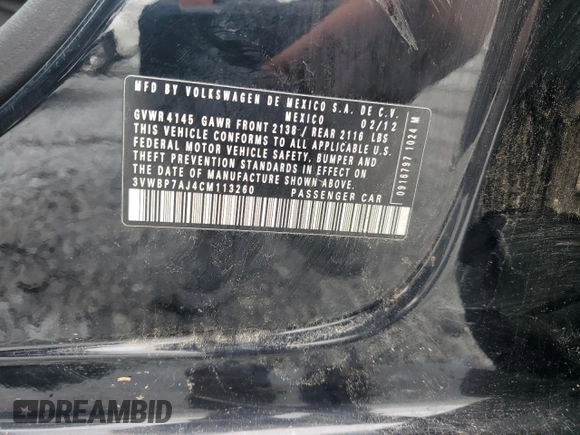 MFD BY VOLKSWAGEN DE MEXICO S.A. DE C.V.
MEXICO 02/12
GVWR 4145 GAWR FRONT 2138 / REAR 2116 LBS
THIS VEHICLE CONFORMS TO ALL APPLICABLE U.S.
FEDERAL MOTOR VEHICLE SAFETY, BUMPER AND
THEFT PREVENTION STANDARDS IN EFFECT ON
THE DATE OF MANUFACTURE SHOWN ABOVE.
3VWBP7AJ4CM113260 PASSENGER CAR
0916797 1024 M
DREAMBID